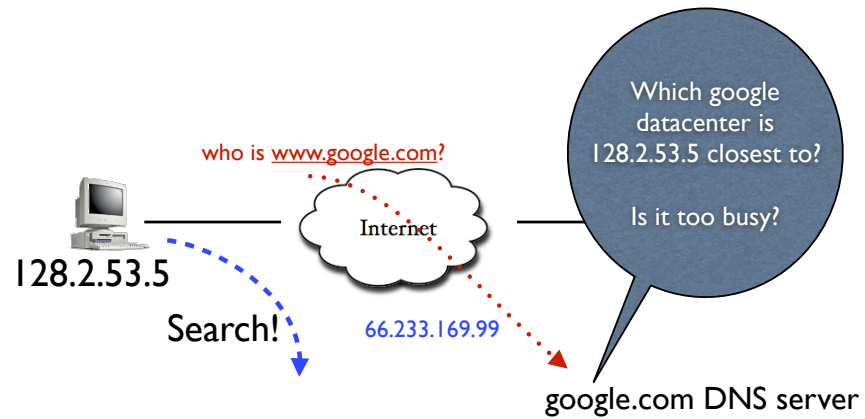 Which google
datacenter is
128.2.53.5 closest to?
Is it too busy?
who is www.google.com?
Internet
128.2.53.5
Search!
66.233.169.99
google.com DNS server